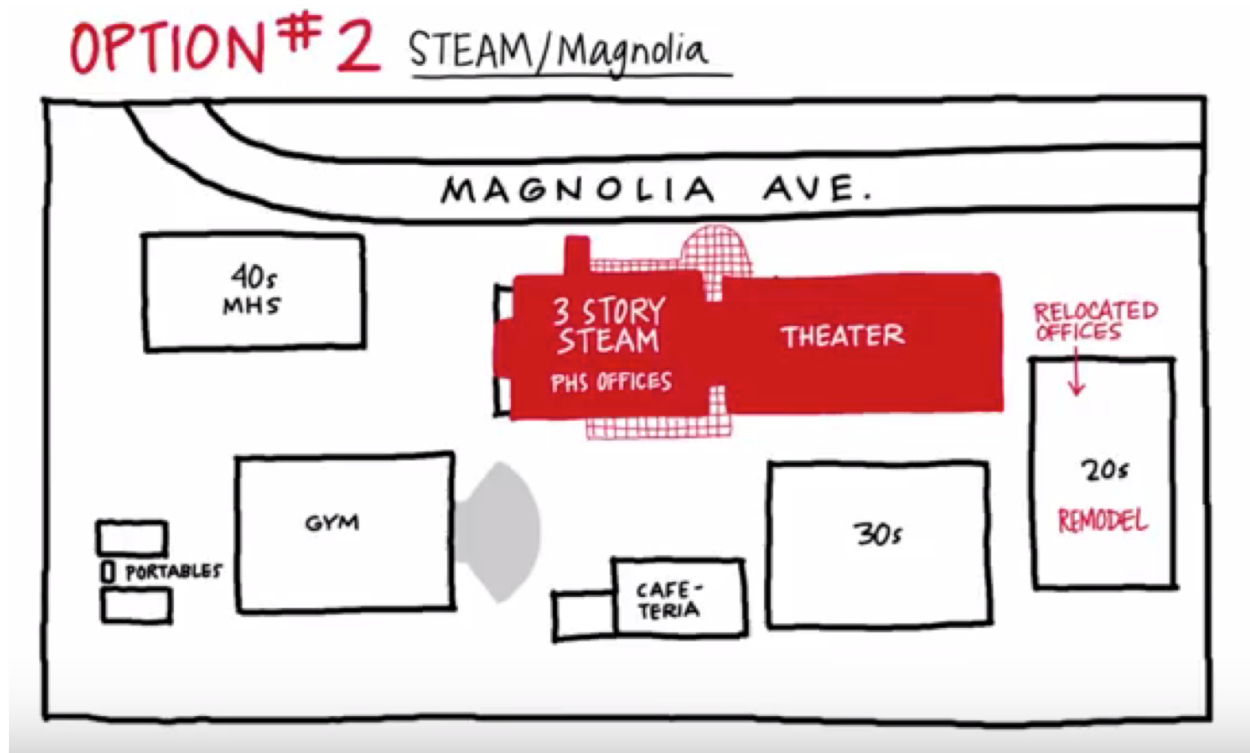 OPTION #2 STEAM/Magnolia
MAGNOLIA AVE.
40s
MHS
3 STORY
STEAM
PHS OFFICES
THEATER
RELOCATED
OFFICES
20s
REMODEL
GYM
30s
PORTABLES
CAFE-
TERIA